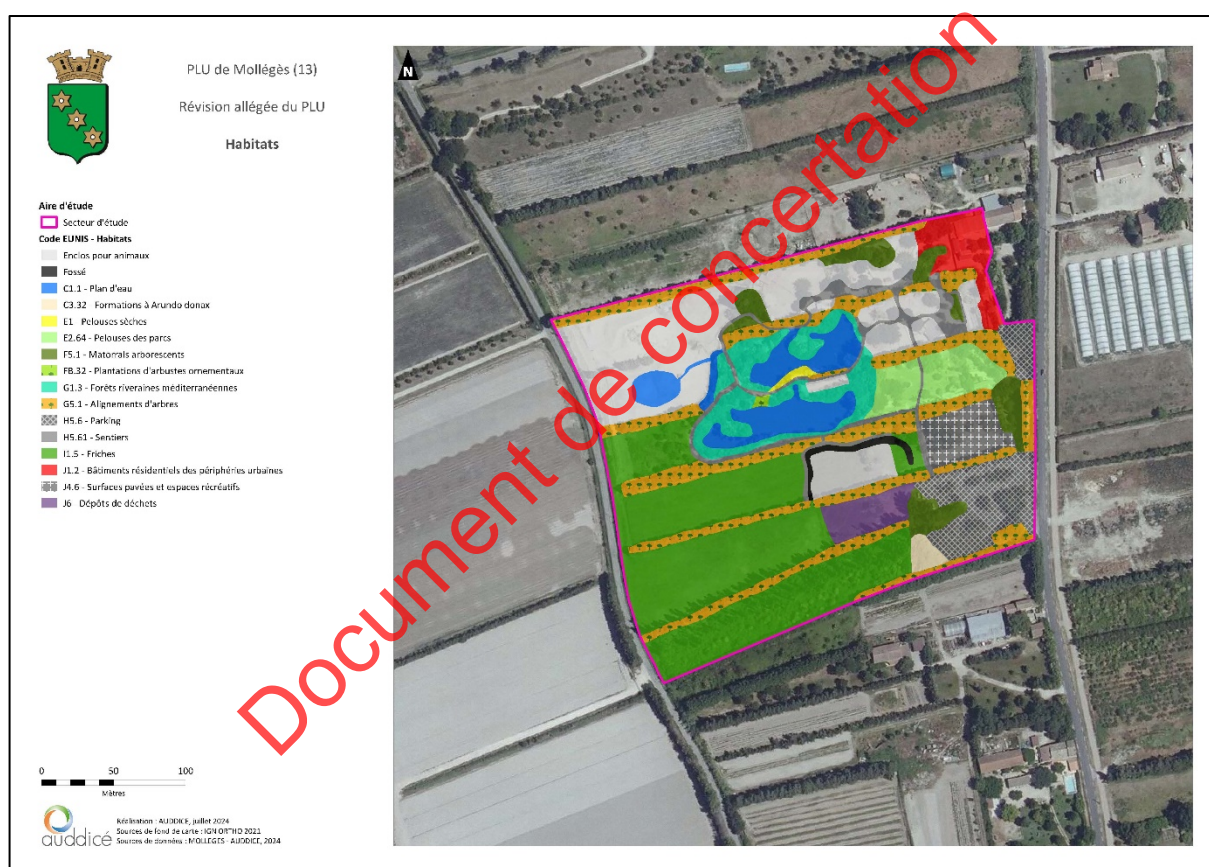 PLU de Mollégès (13)
Révision allégée du PLU
Habitats
N
Aire d'étude
Secteur d'étude
Code EUNIS - Habitats
Enclos pour animaux
Fossé
C1.1 - Plan d'eau
C3.32 - Formations à Arundo donax
E1 - Pelouses sèches
E2.64 - Pelouses des parcs
F5.1 - Matorrals arborescents
FB.32 - Plantations d'arbustes ornementaux
G1.3 - Forêts riveraines méditerranéennes
G5.1 - Alignements d'arbres
H5.6 - Parking
H5.61 - Sentiers
I1.5 - Friches
J1.2 - Bâtiments résidentiels des périphéries urbaines
J4.6 - Surfaces pavées et espaces récréatifs
J6 - Dépôts de déchets
Document de concertation
0 50 100
Mètres
auddicé
Réalisation : AUDDICE, juillet 2024
Sources de fond de carte : IGN ORTHO 2021
Sources de données : MOLLEGES - AUDDICE, 2024